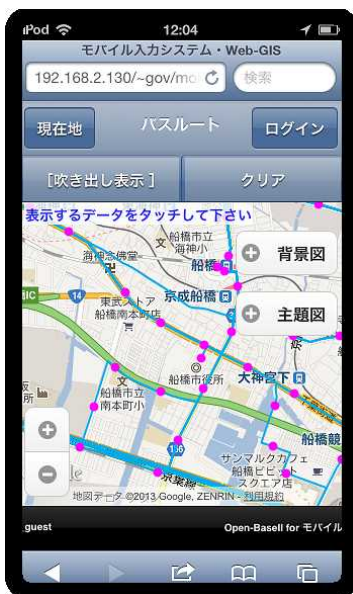 iPod 12:04
モバイル入力システム・Web-GIS
192.168.2.130/~gov/mo 検索
現在地 バスルート ログイン
[吹き出し表示] クリア
表示するデータをタッチして下さい
船橋市立
海神小
海神念佛堂
船橋
背景図
IC
14
東武ストア
船橋南本町店
京成船橋
主題図
船橋市役所
大神宮下
船橋市立
南本町小
所
船橋競
156
サンマルクカフェ
船橋ビビット
スクエア店
京葉線
地図データ ©2013 Google, ZENRIN - 利用規約
guest Open-Basell for モバイル